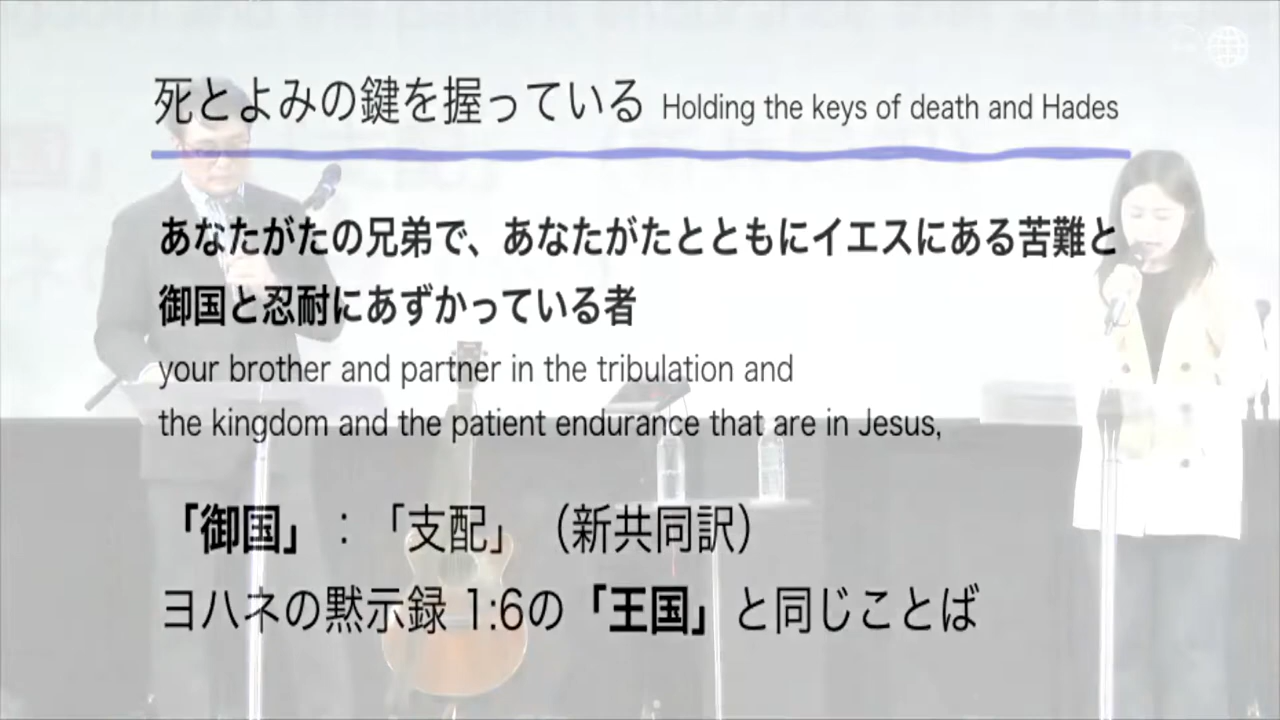 死とよみの鍵を握っている Holding the keys of death and Hades
あなたがたの兄弟で、あなたがたとともにイエスにある苦難と
御国と忍耐にあずかっている者
your brother and partner in the tribulation and
the kingdom and the patient endurance that are in Jesus,
「御国」：「支配」（新共同訳）
ヨハネの黙示録 1:6の「王国」と同じことば